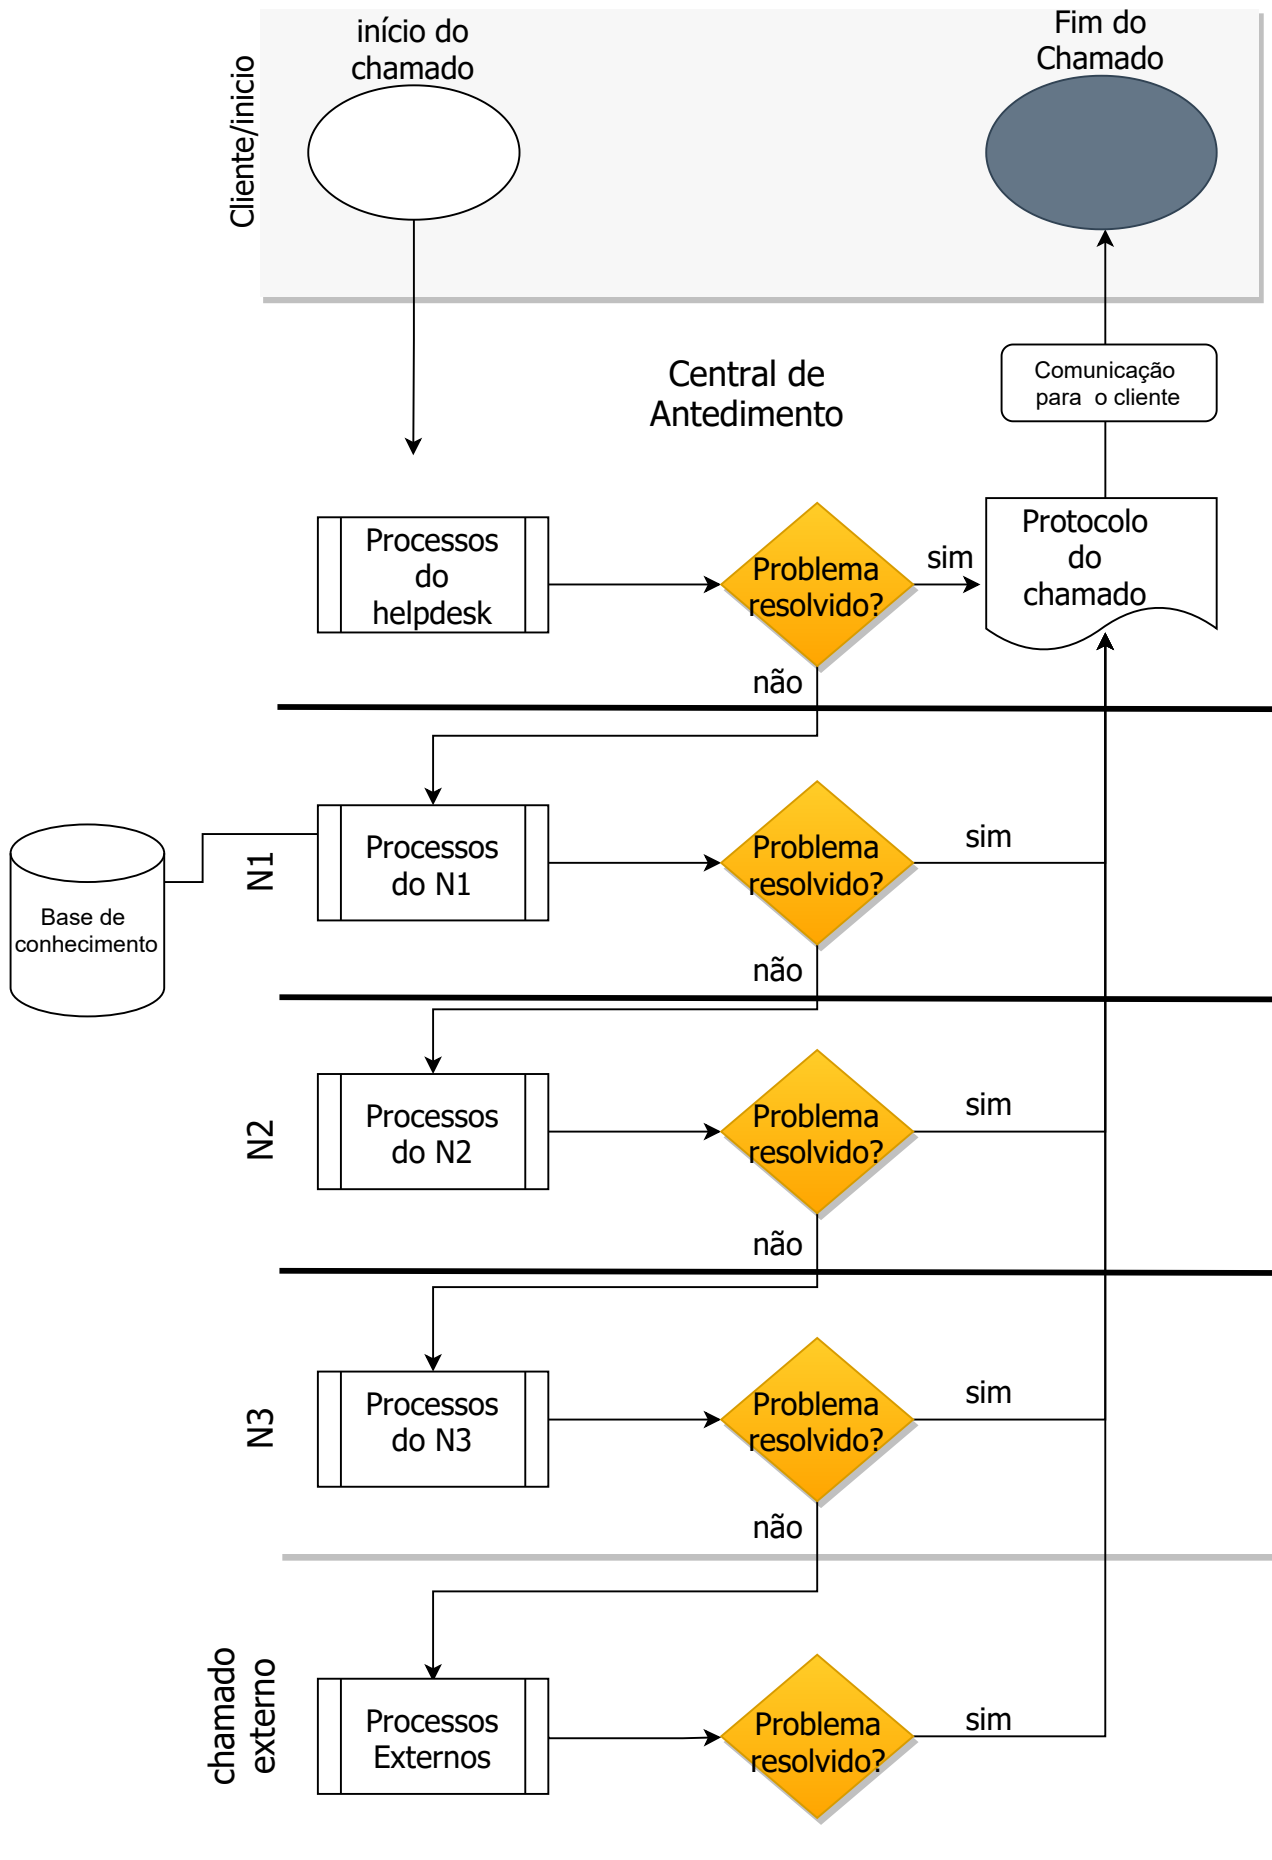 início do
chamado
Fim do
Chamado
Cliente/inicio
Central de
Antedimento
Comunicação
para o cliente
Processos
do
helpdesk
Problema
resolvido?
sim
Protocolo
do
chamado
não
N1
Processos
do N1
Problema
resolvido?
sim
Base de
conhecimento
não
N2
Processos
do N2
Problema
resolvido?
sim
não
N3
Processos
do N3
Problema
resolvido?
sim
não
chamado
externo
Processos
Externos
Problema
resolvido?
sim